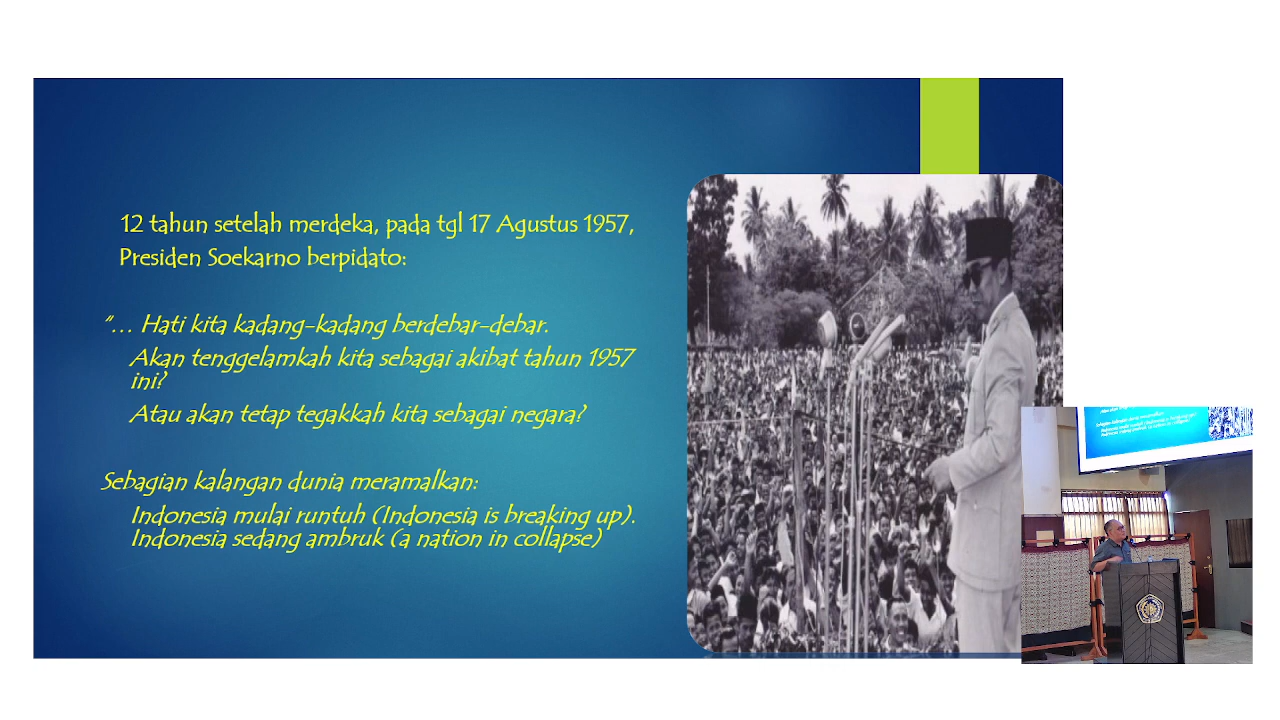 12 tahun setelah merdeka, pada tgl 17 Agustus 1957,
Presiden Soekarno berpidato:
"... Hati kita kadang-kadang berdebar-debar.
Akan tenggelamkah kita sebagai akibat tahun 1957
ini?
Atau akan tetap tegakkah kita sebagai negara?
Sebagian kalangan dunia meramalkan:
Indonesia mulai runtuh (Indonesia is breaking up).
Indonesia sedang ambruk (a nation in collapse)